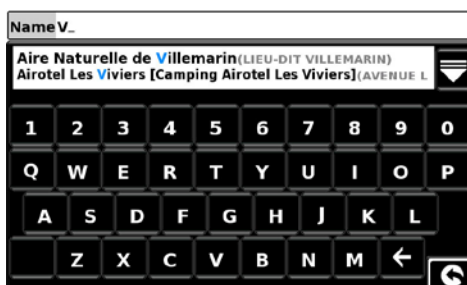 Name V_
Aire Naturelle de Villemarin(LIEU-DIT VILLEMARIN)
Airotel Les Viviers [Camping Airotel Les Viviers](AVENUE L
1 2 3 4 5 6 7 8 9 0
Q W E R T Y U I O P
A S D F G H J K L
Z X C V B N M ←